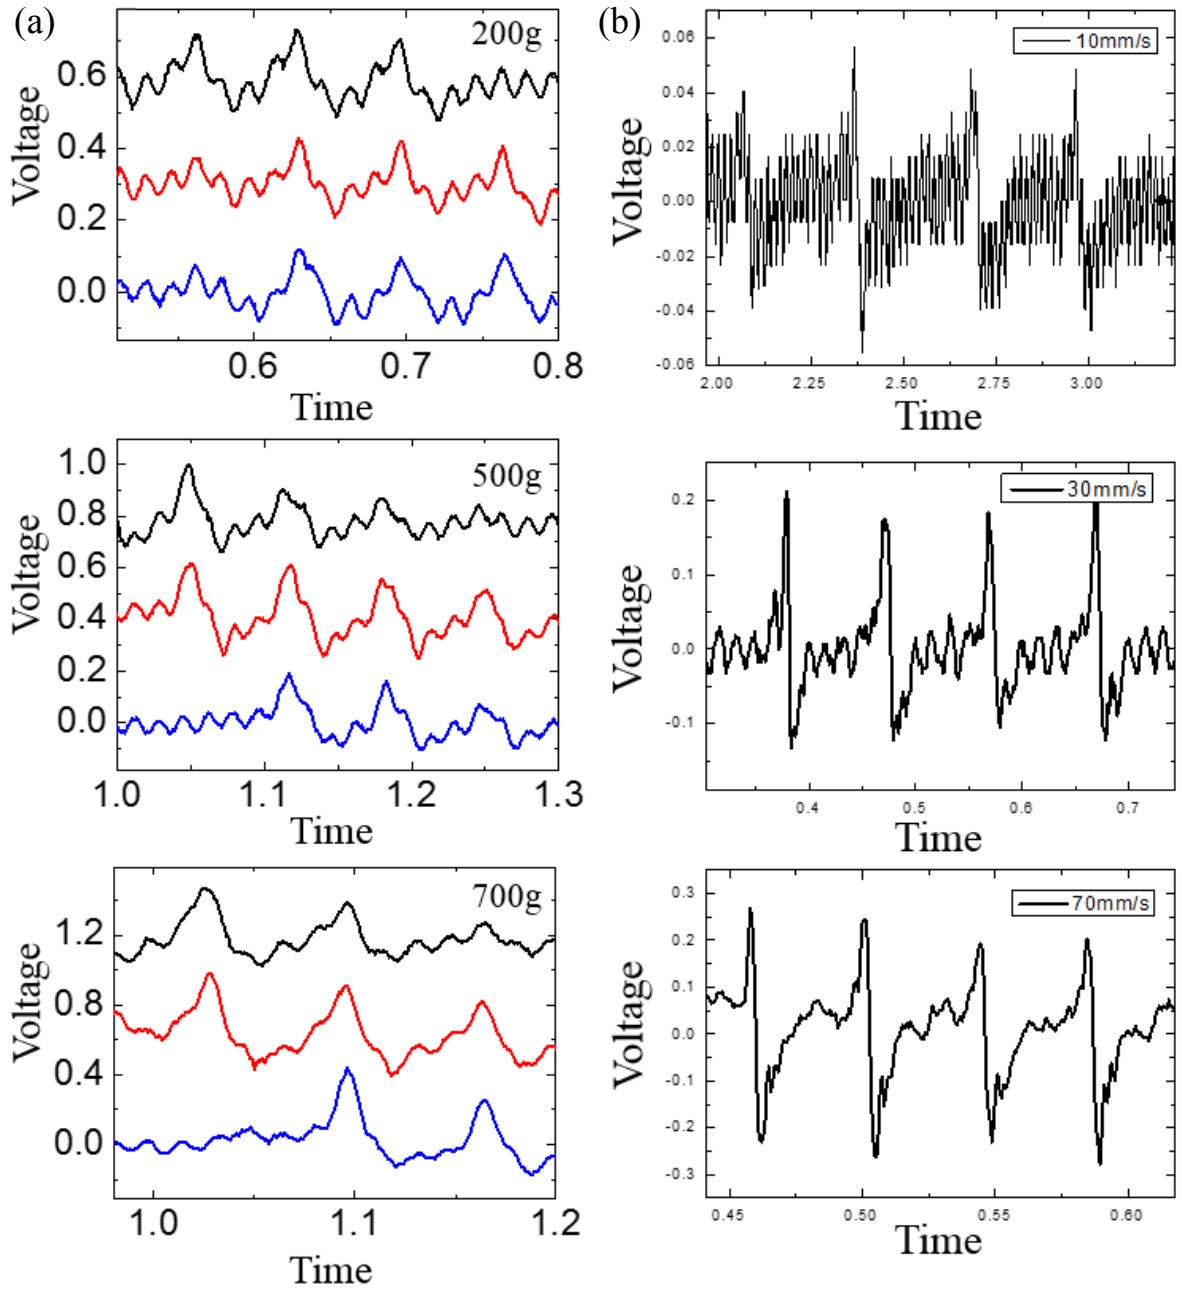 (a)
200g
Voltage
0.6
0.4
0.2
0.0
0.6 0.7 0.8
Time
500g
Voltage
1.0
0.8
0.6
0.4
0.2
0.0
1.0 1.1 1.2 1.3
Time
700g
Voltage
1.2
0.8
0.4
0.0
1.0 1.1 1.2
Time
(b)
10mm/s
Voltage
0.06
0.04
0.02
0.00
-0.02
-0.04
-0.06
2.00 2.25 2.50 2.75 3.00
Time
30mm/s
Voltage
0.2
0.1
0.0
-0.1
0.4 0.5 0.6 0.7
Time
70mm/s
Voltage
0.3
0.2
0.1
0.0
-0.1
-0.2
-0.3
0.45 0.50 0.55 0.60
Time